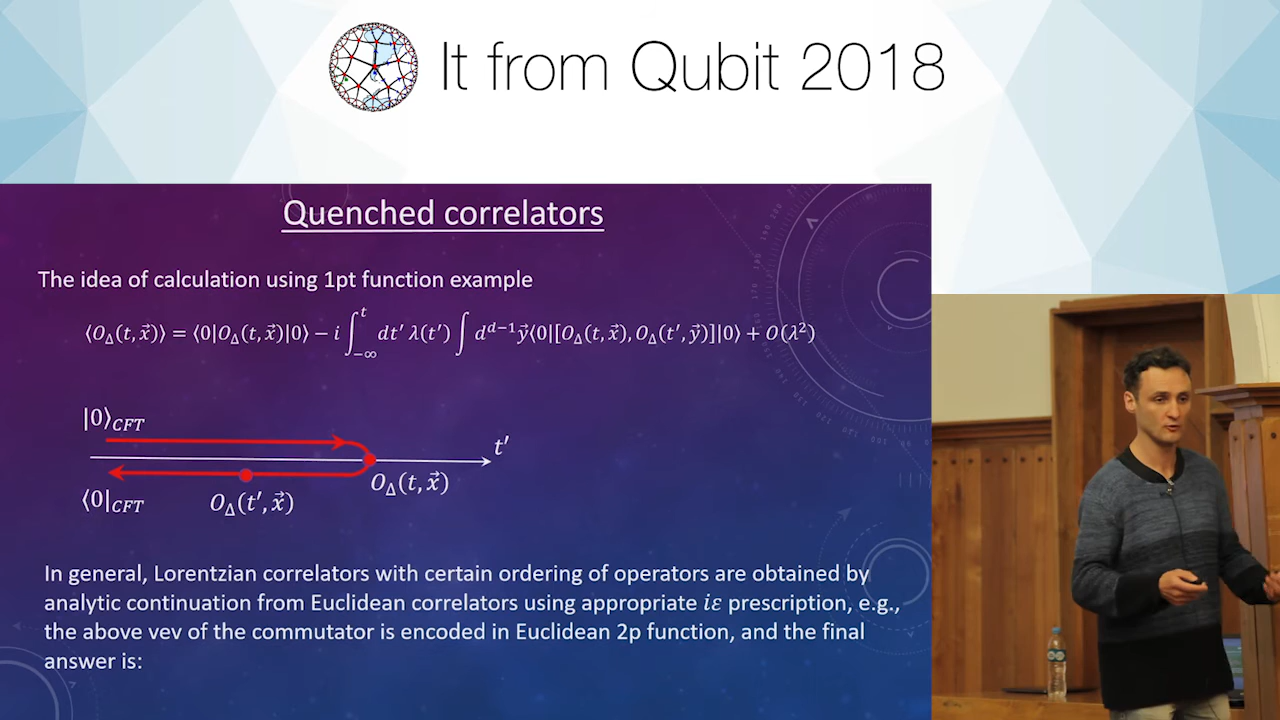 It from Qubit 2018
Quenched correlators
The idea of calculation using 1pt function example
⟨O_Δ(t, x⃗)⟩ = ⟨0|O_Δ(t, x⃗)|0⟩ − i ∫_{−∞}^{t} dt′ λ(t′) ∫ d^{d−1}y⃗⟨0|[O_Δ(t, x⃗), O_Δ(t′, y⃗)]|0⟩ + O(λ²)
|0⟩_{CFT}
t′
⟨0|_{CFT}
O_Δ(t′, x⃗)
O_Δ(t, x⃗)
In general, Lorentzian correlators with certain ordering of operators are obtained by
analytic continuation from Euclidean correlators using appropriate iε prescription, e.g.,
the above vev of the commutator is encoded in Euclidean 2p function, and the final
answer is: